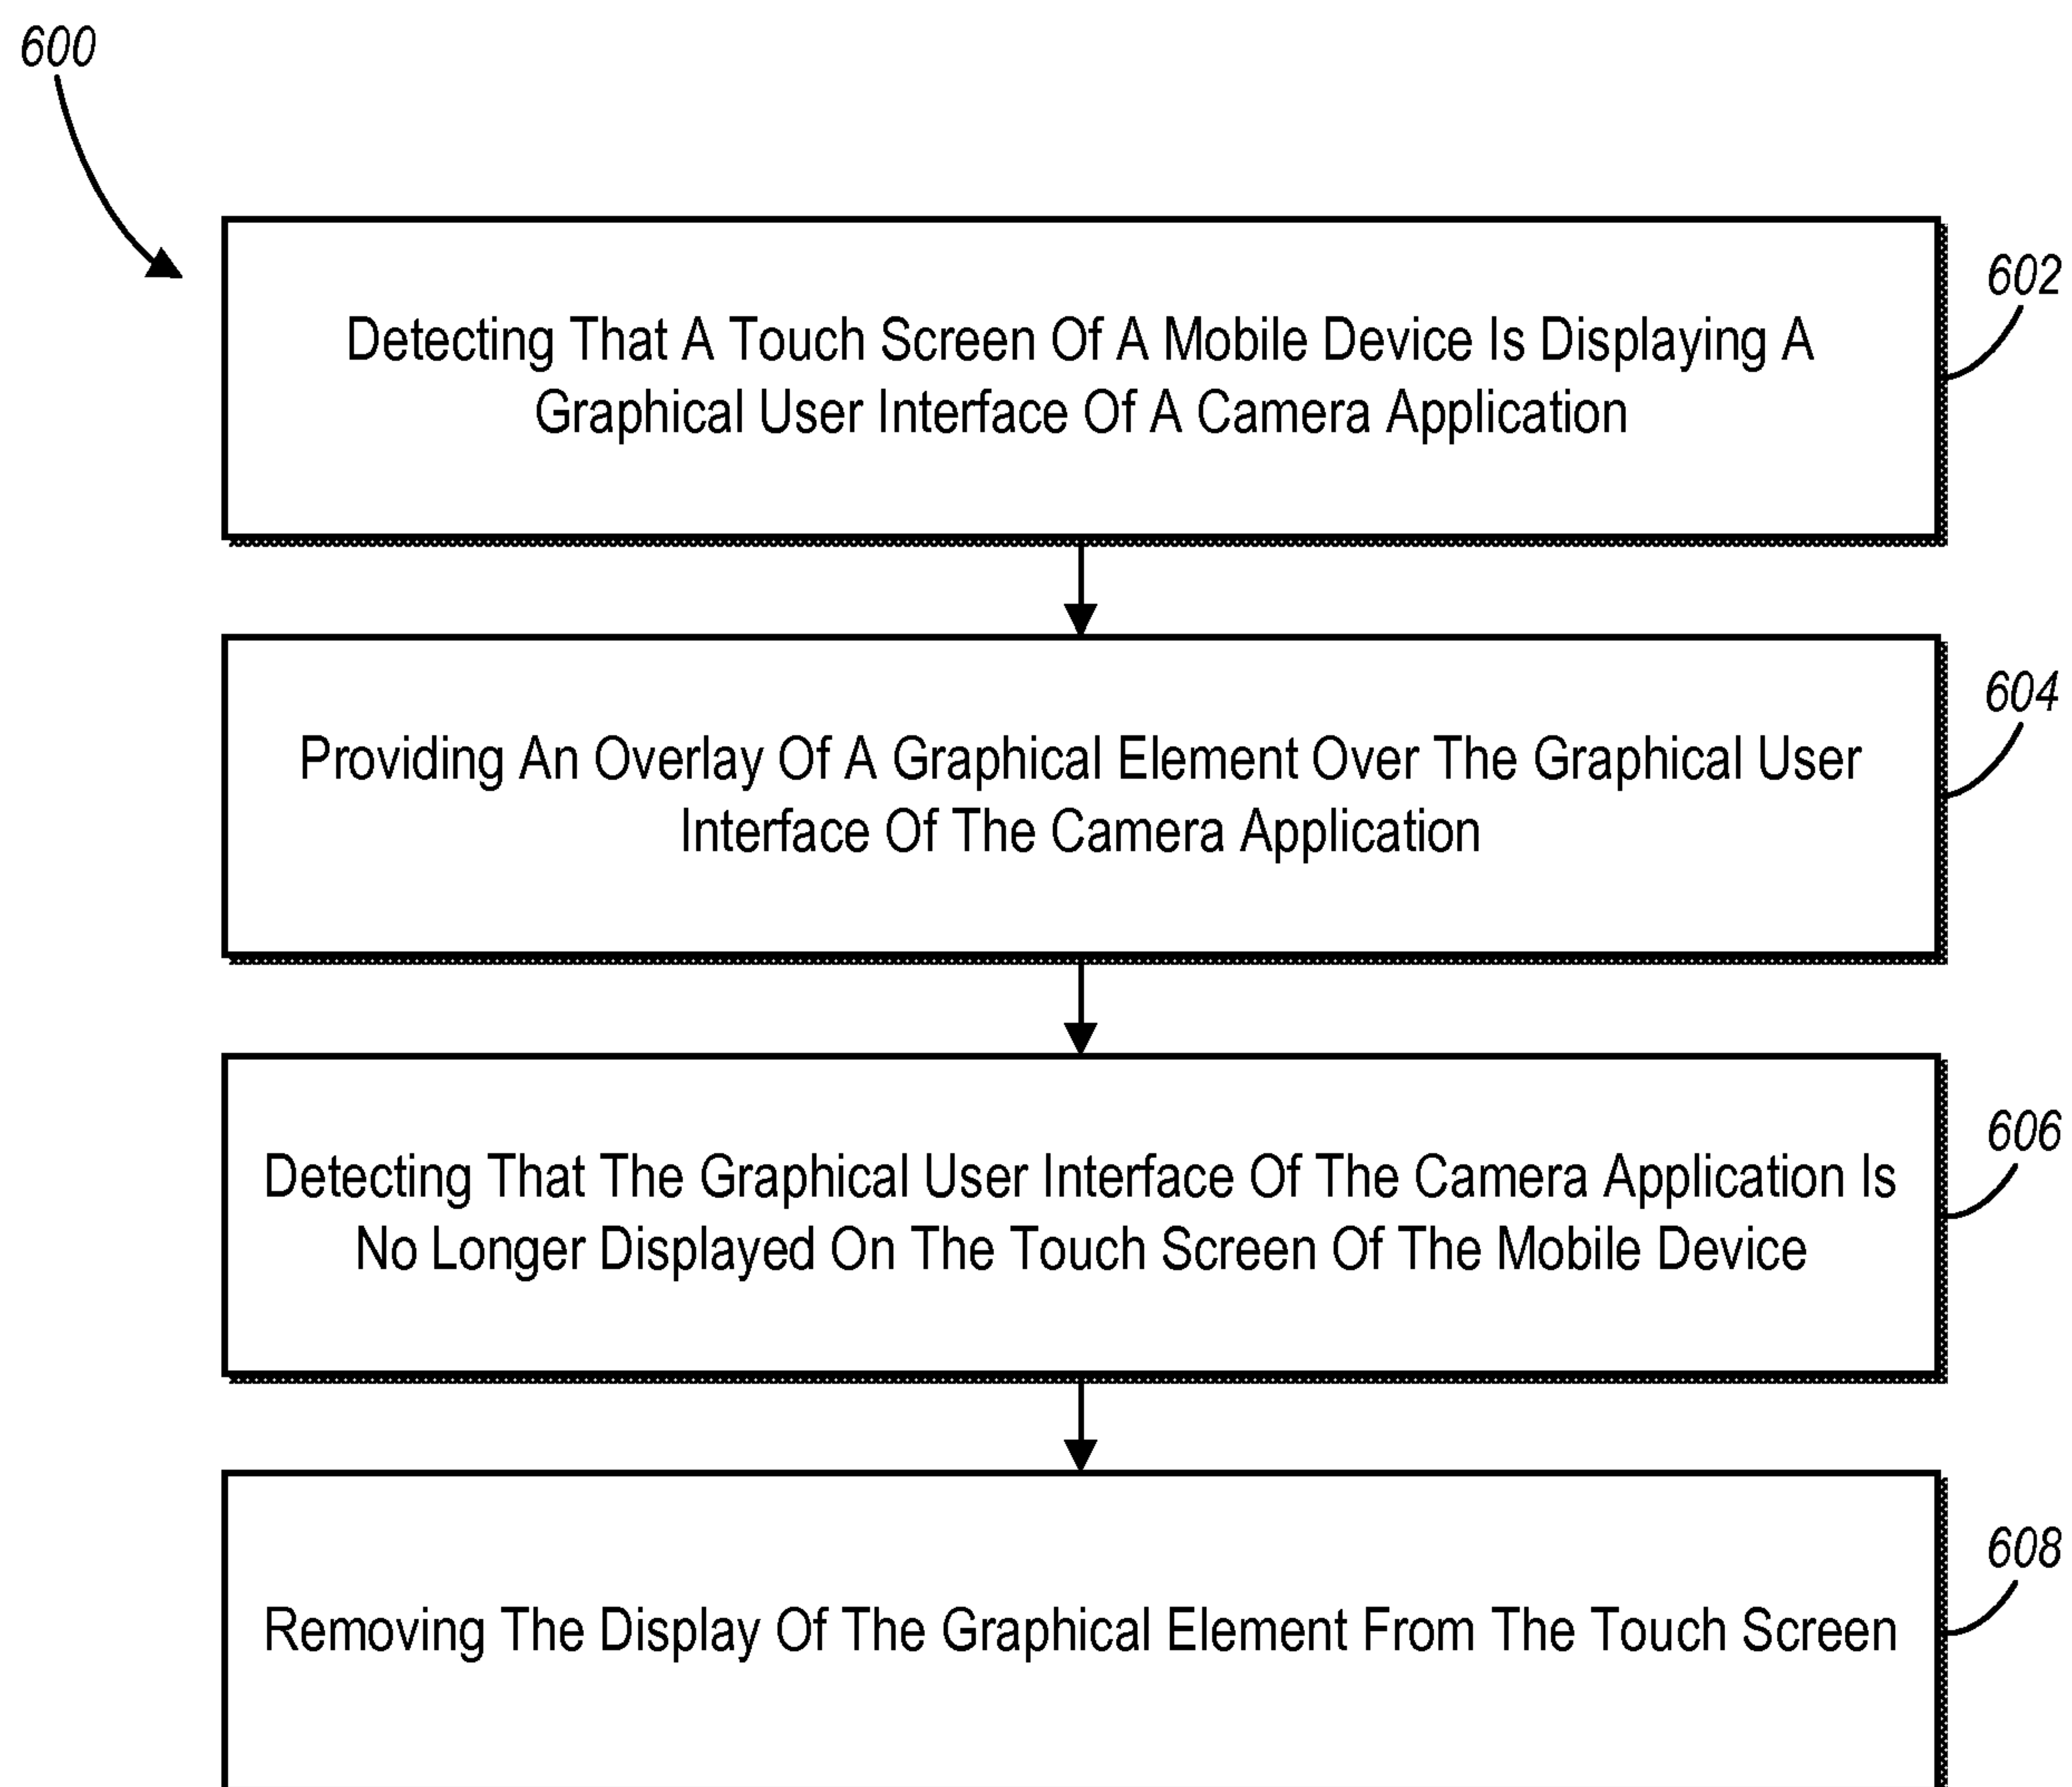 600
602
Detecting That A Touch Screen Of A Mobile Device Is Displaying A
Graphical User Interface Of A Camera Application
604
Providing An Overlay Of A Graphical Element Over The Graphical User
Interface Of The Camera Application
606
Detecting That The Graphical User Interface Of The Camera Application Is
No Longer Displayed On The Touch Screen Of The Mobile Device
608
Removing The Display Of The Graphical Element From The Touch Screen